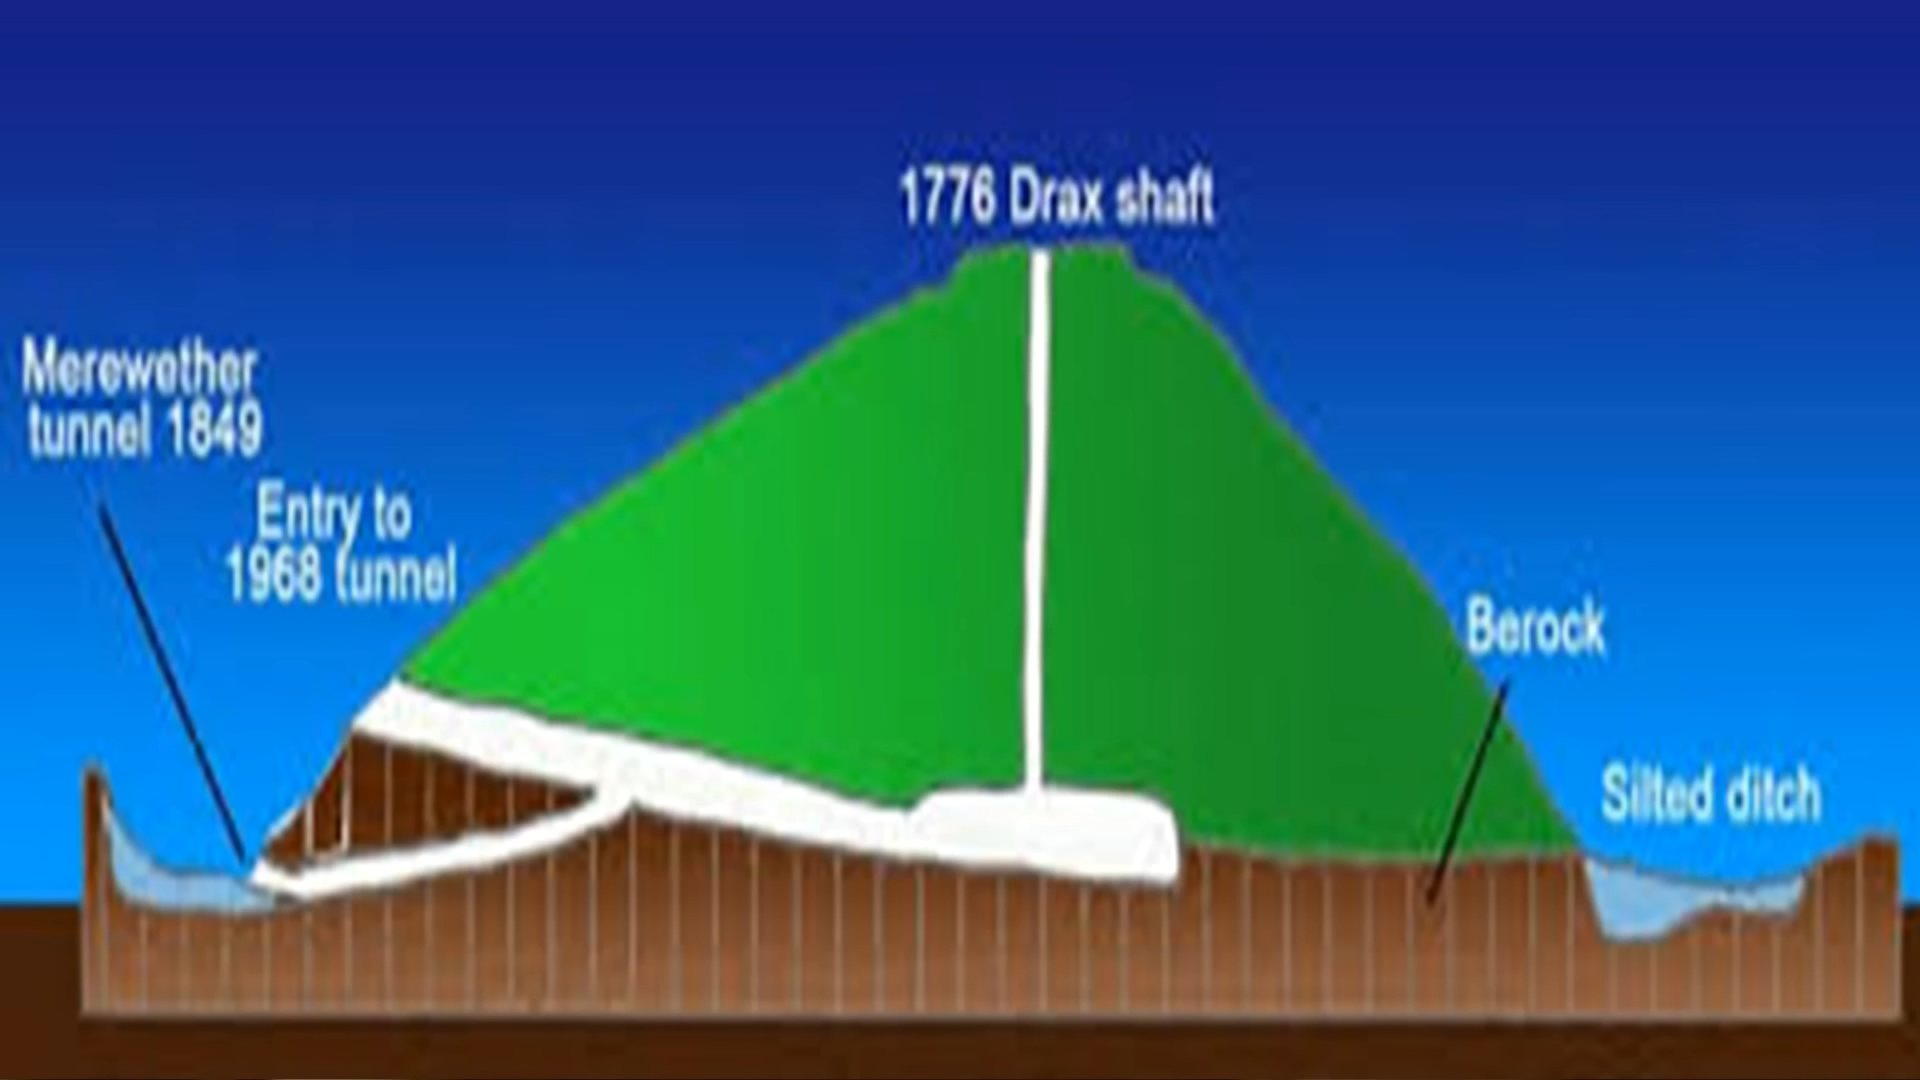 1776 Drax shaft
Merewether
tunnel 1849
Entry to
1968 tunnel
Berock
Silted ditch